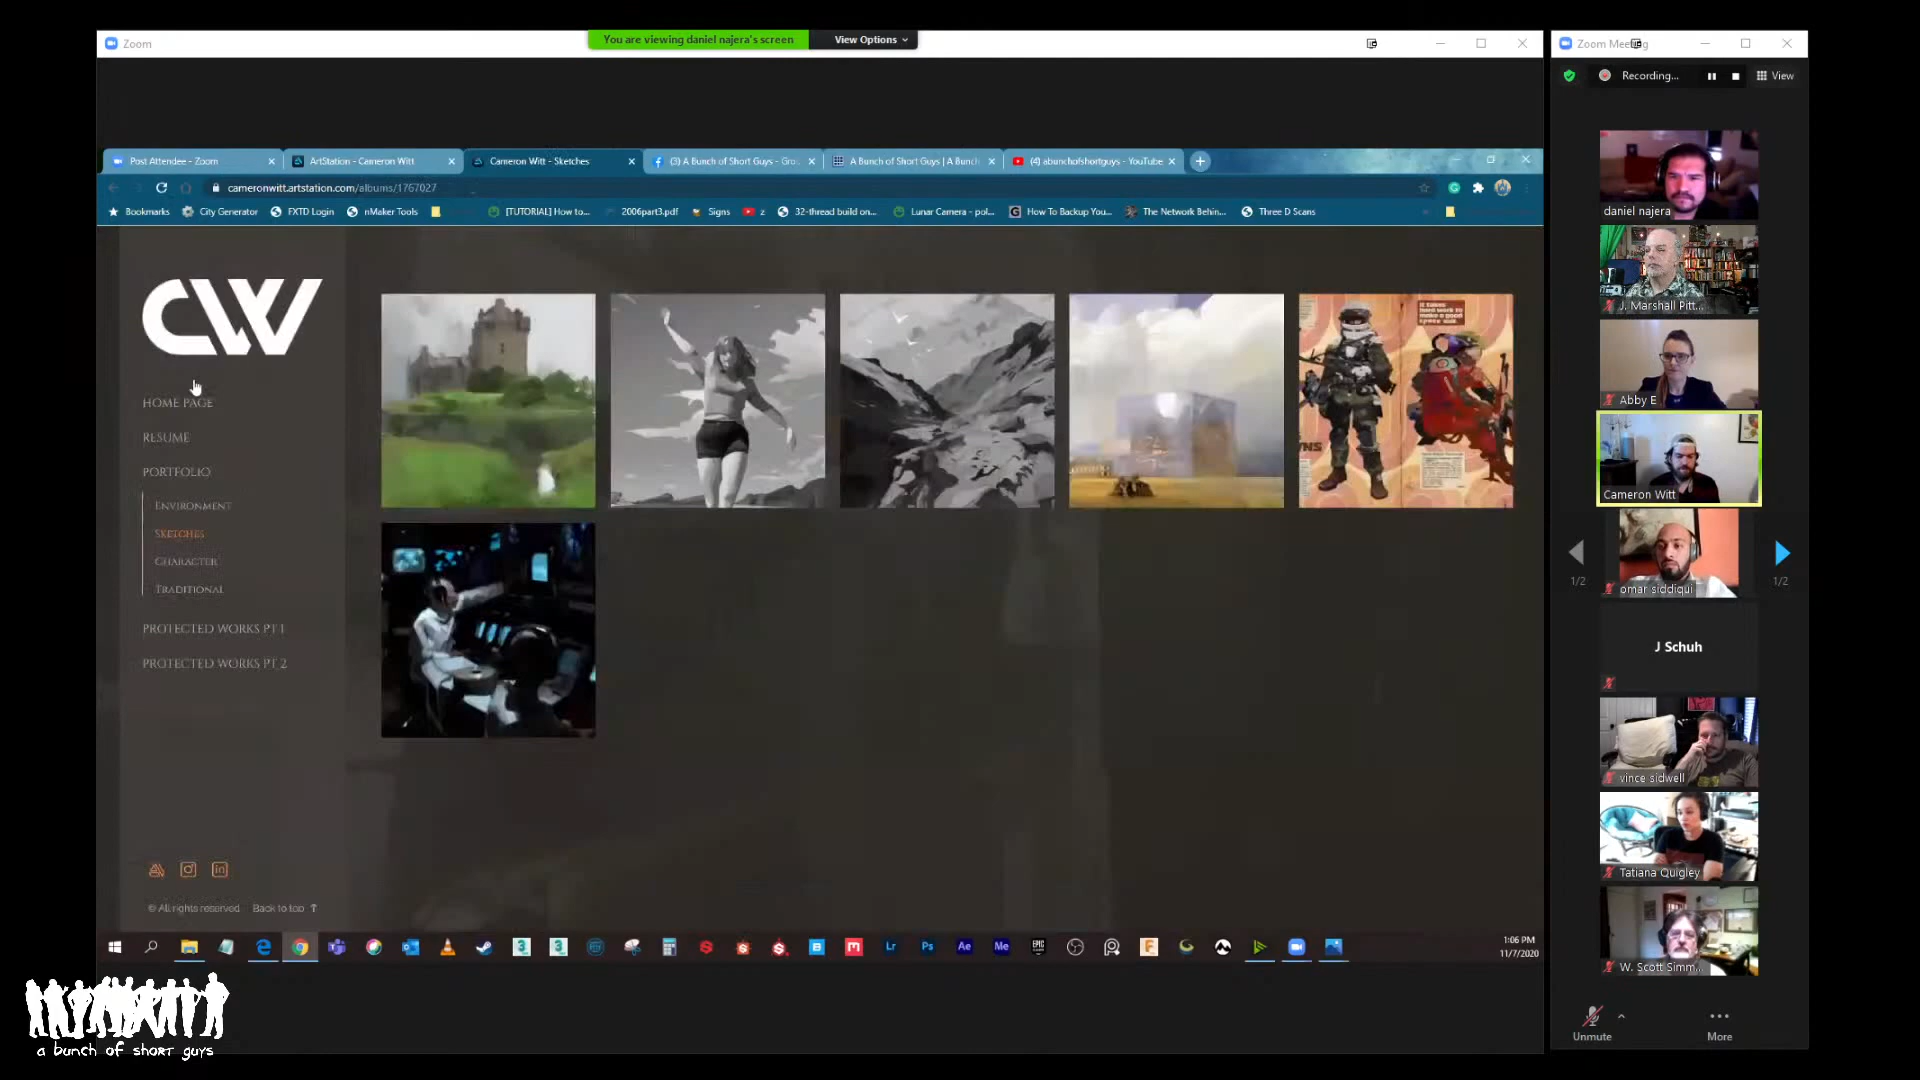 Zoom
You are viewing daniel najera's screen
View Options
Zoom Meeting
Recording...
View
Post Attendee - Zoom
ArtStation - Cameron Witt
Cameron Witt - Sketches
(3) A Bunch of Short Guys - Grou
A Bunch of Short Guys | A Bunch
(4) abunchofshortguys - YouTube
cameronwitt.artstation.com/albums/1767027
Bookmarks
City Generator
FXTD Login
nMaker Tools
[TUTORIAL] How to...
2006part3.pdf
Signs
z
32-thread build on...
Lunar Camera - pol...
How To Backup You...
The Network Behin...
Three D Scans
CW
HOME PAGE
RESUME
PORTFOLIO
ENVIRONMENT
SKETCHES
CHARACTER
TRADITIONAL
PROTECTED WORKS PT 1
PROTECTED WORKS PT 2
© All rights reserved
Back to top ↑
daniel najera
J. Marshall Pitt...
Abby E
Cameron Witt
omar siddiqui
1/2
1/2
J Schuh
vince sidwell
Tatiana Quigley
W. Scott Simm...
Unmute
More
Lr
Ps
Ae
Me
EPIC
1:06 PM
11/7/2020
a bunch of short guys